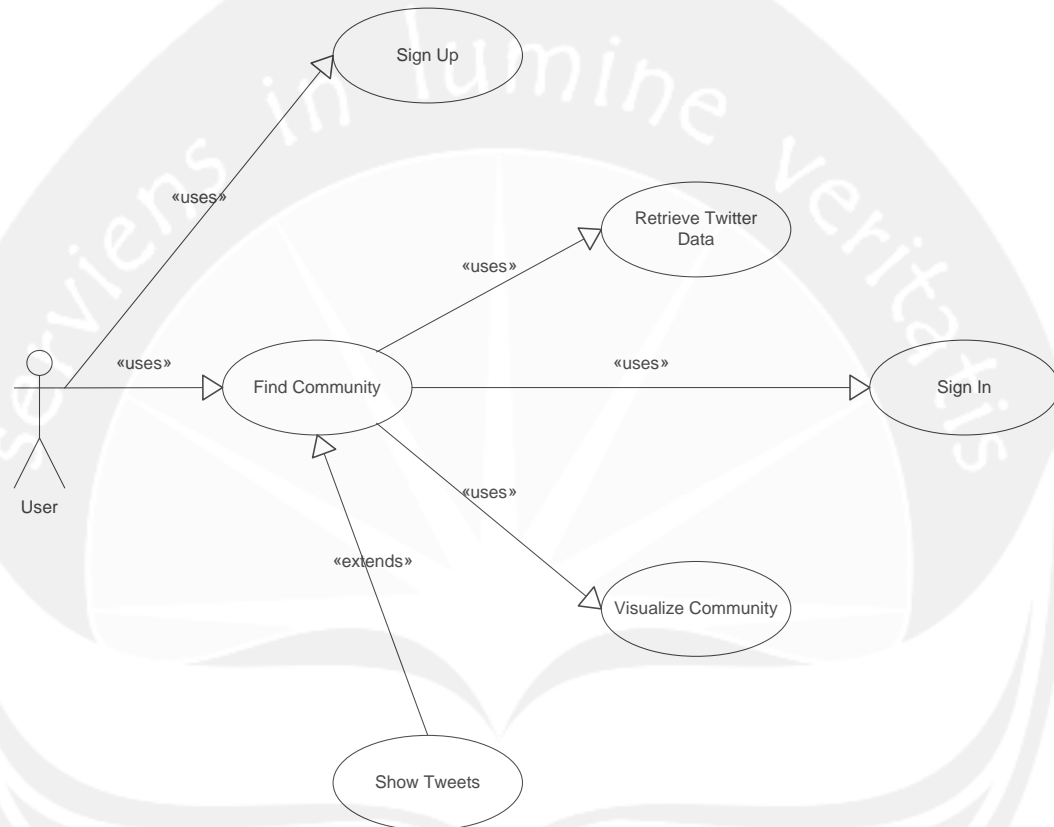 Sign Up
serviens in lumine veritatis
«uses»
Retrieve Twitter
Data
«uses»
«uses»
«uses»
Find Community
Sign In
User
«uses»
«extends»
Visualize Community
Show Tweets